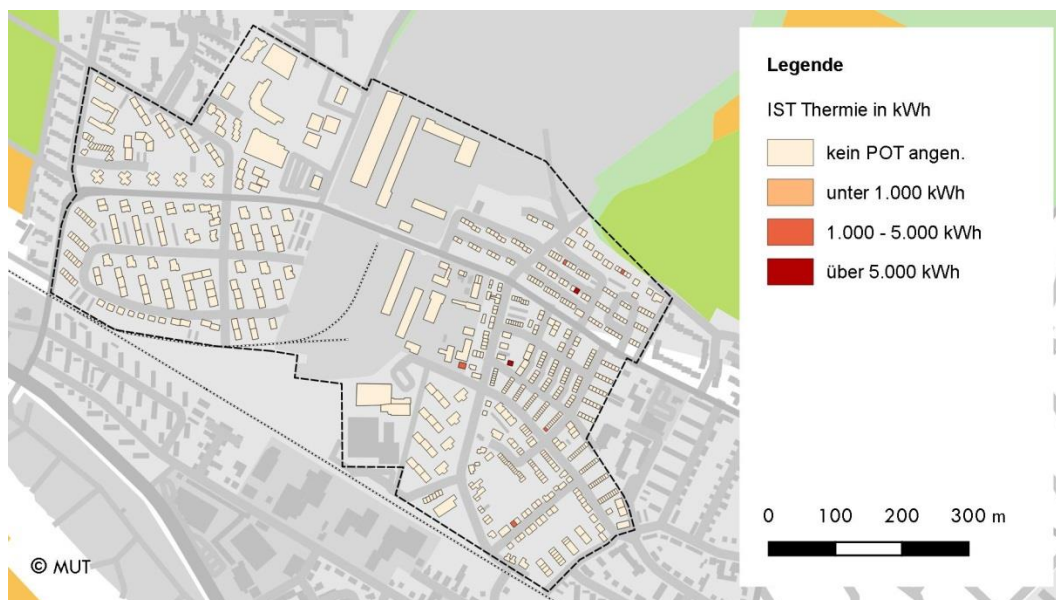 Legende
IST Thermie in kWh
kein POT angen.
unter 1.000 kWh
1.000 - 5.000 kWh
über 5.000 kWh
0 100 200 300 m
© MUT